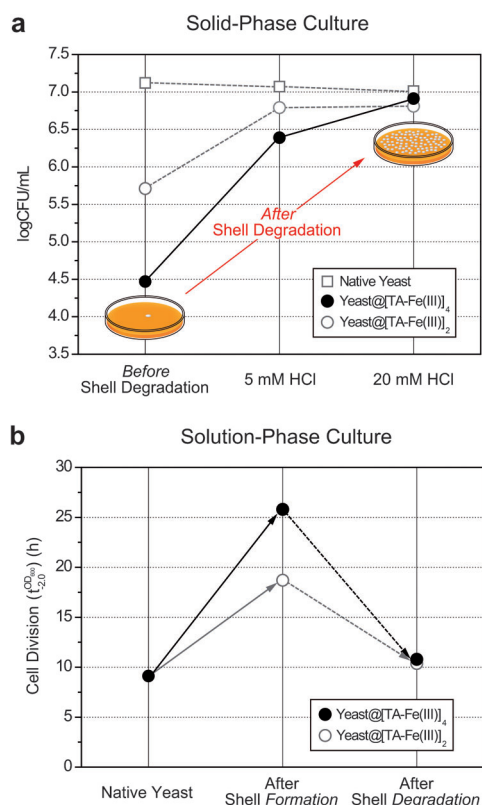 a
Solid-Phase Culture
logCFU/mL
7.5
7.0
6.5
6.0
5.5
5.0
4.5
4.0
3.5
After
Shell Degradation
Native Yeast
Yeast@[TA-Fe(III)]₄
Yeast@[TA-Fe(III)]₂
Before
Shell Degradation
5 mM HCl
20 mM HCl
b
Solution-Phase Culture
Cell Division (t^OD₆₀₀_-2.0) (h)
30
25
20
15
10
5
0
Yeast@[TA-Fe(III)]₄
Yeast@[TA-Fe(III)]₂
Native Yeast
After
Shell Formation
After
Shell Degradation